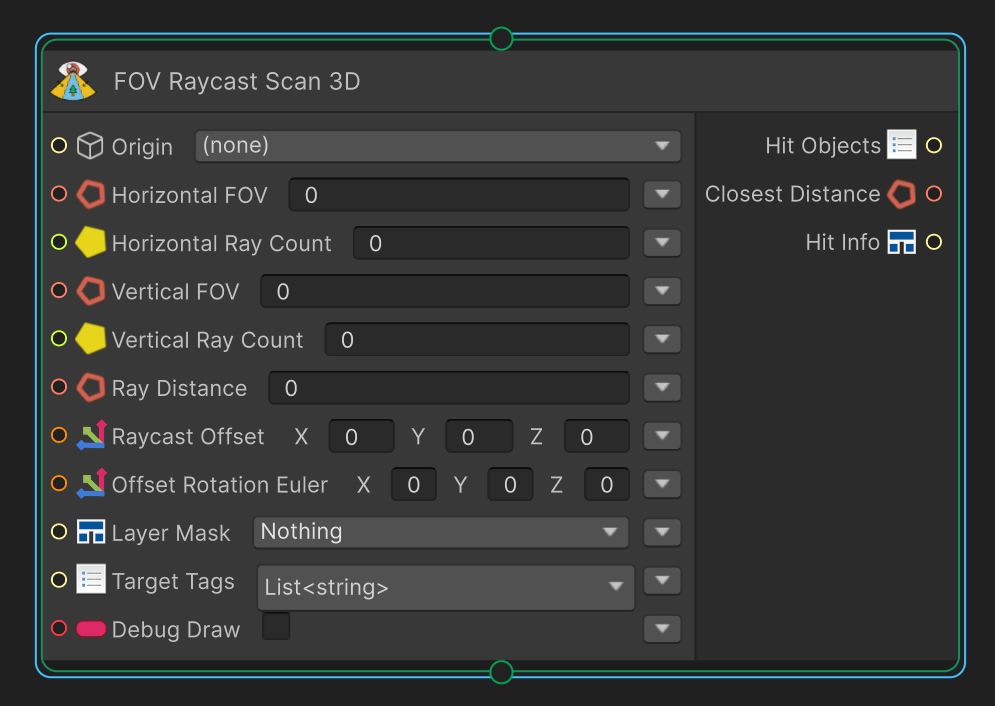 FOV Raycast Scan 3D
Origin (none)
Horizontal FOV 0
Horizontal Ray Count 0
Vertical FOV 0
Vertical Ray Count 0
Ray Distance 0
Raycast Offset X 0 Y 0 Z 0
Offset Rotation Euler X 0 Y 0 Z 0
Layer Mask Nothing
Target Tags List<string>
Debug Draw
Hit Objects
Closest Distance
Hit Info